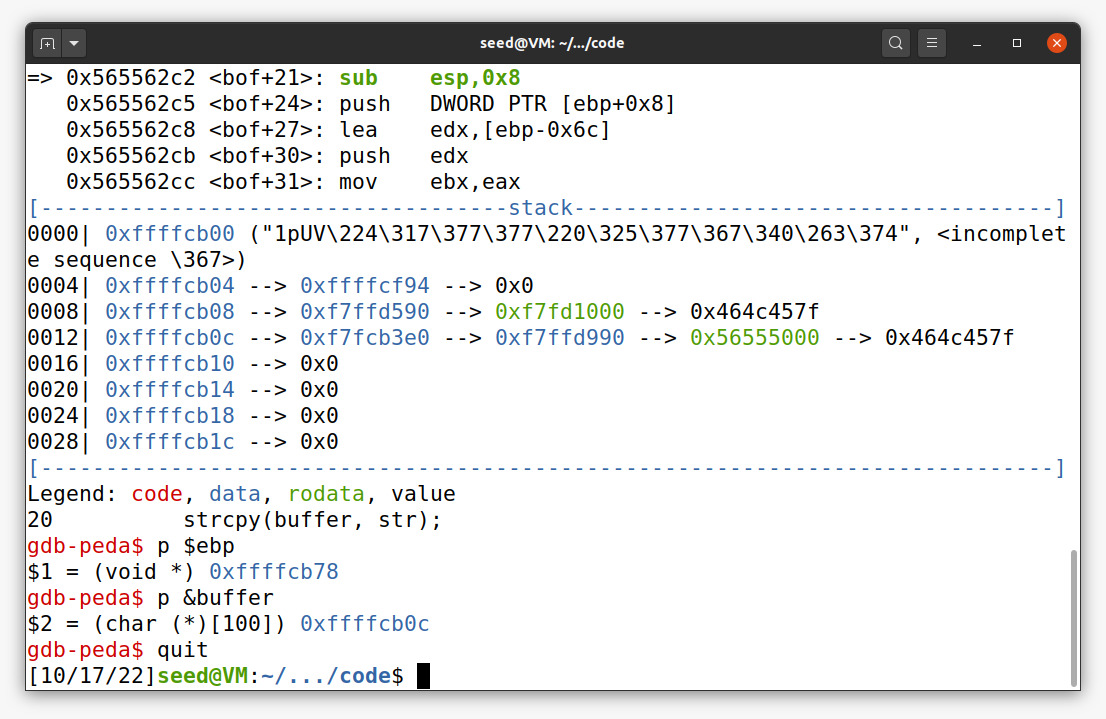 seed@VM: ~/.../code
=> 0x565562c2 <bof+21>: sub    esp,0x8
   0x565562c5 <bof+24>: push   DWORD PTR [ebp+0x8]
   0x565562c8 <bof+27>: lea    edx,[ebp-0x6c]
   0x565562cb <bof+30>: push   edx
   0x565562cc <bof+31>: mov    ebx,eax
[------------------------------------stack-------------------------------------]
0000| 0xffffcb00 ("1pUV\224\317\377\377\220\325\377\367\340\263\374", <incomplet
e sequence \367>)
0004| 0xffffcb04 --> 0xffffcf94 --> 0x0
0008| 0xffffcb08 --> 0xf7ffd590 --> 0xf7fd1000 --> 0x464c457f
0012| 0xffffcb0c --> 0xf7fcb3e0 --> 0xf7ffd990 --> 0x56555000 --> 0x464c457f
0016| 0xffffcb10 --> 0x0
0020| 0xffffcb14 --> 0x0
0024| 0xffffcb18 --> 0x0
0028| 0xffffcb1c --> 0x0
[------------------------------------------------------------------------------]
Legend: code, data, rodata, value
20          strcpy(buffer, str);
gdb-peda$ p $ebp
$1 = (void *) 0xffffcb78
gdb-peda$ p &buffer
$2 = (char (*)[100]) 0xffffcb0c
gdb-peda$ quit
[10/17/22]seed@VM:~/.../code$